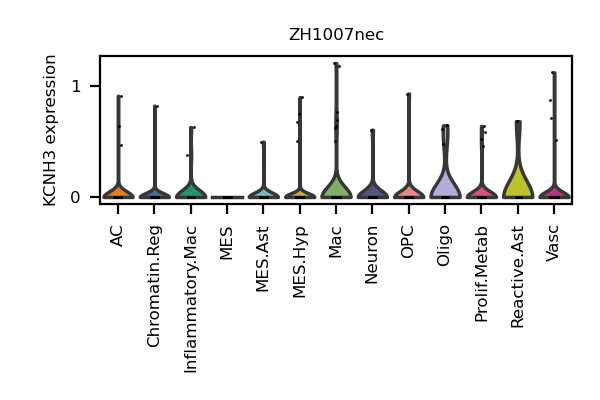 ZH1007nec
KCNH3 expression
1
0
AC
Chromatin.Reg
Inflammatory.Mac
MES
MES.Ast
MES.Hyp
Mac
Neuron
OPC
Oligo
Prolif.Metab
Reactive.Ast
Vasc